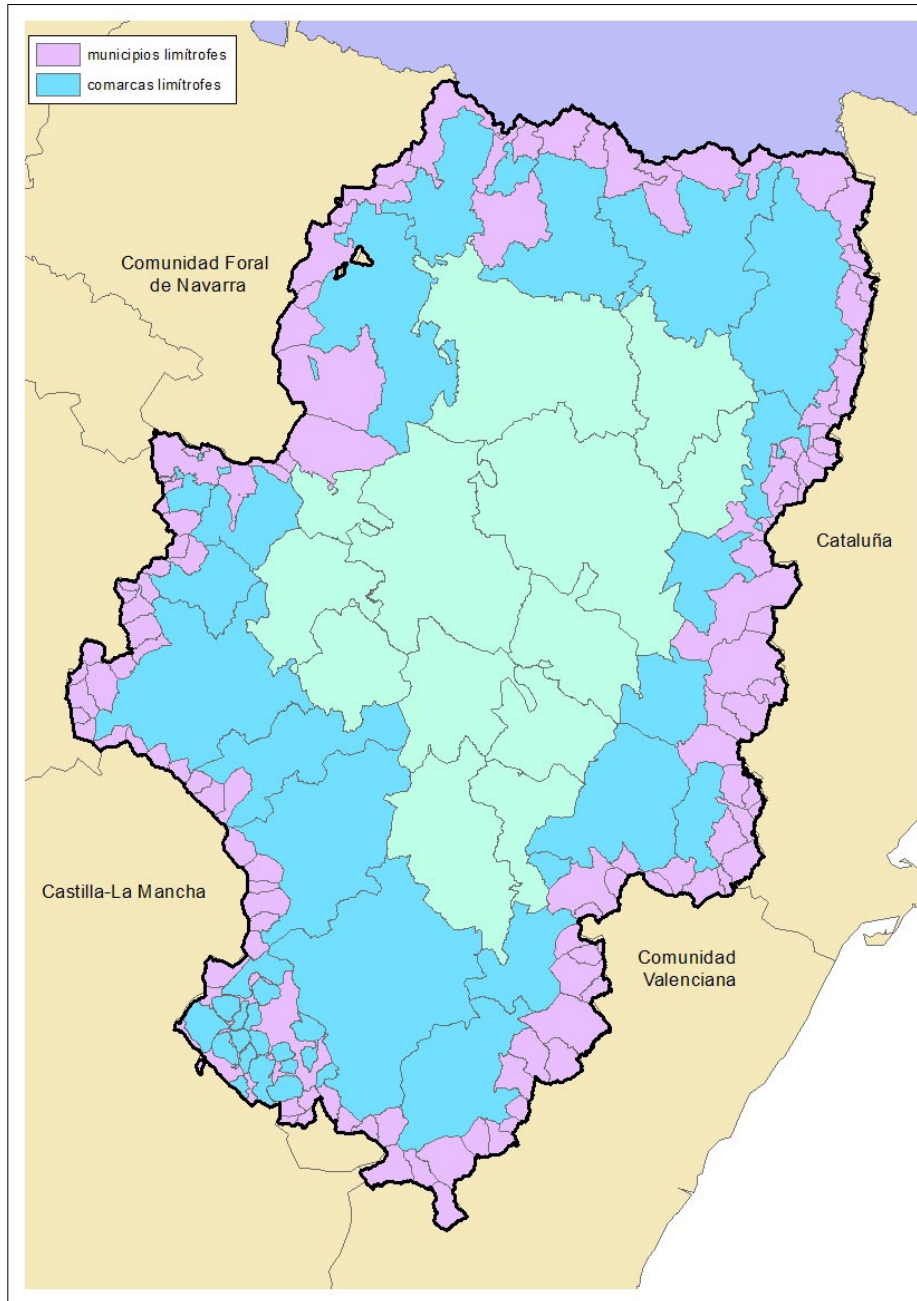 municipios limítrofes
comarcas limítrofes
Comunidad Foral
de Navarra
Cataluña
Castilla-La Mancha
Comunidad
Valenciana